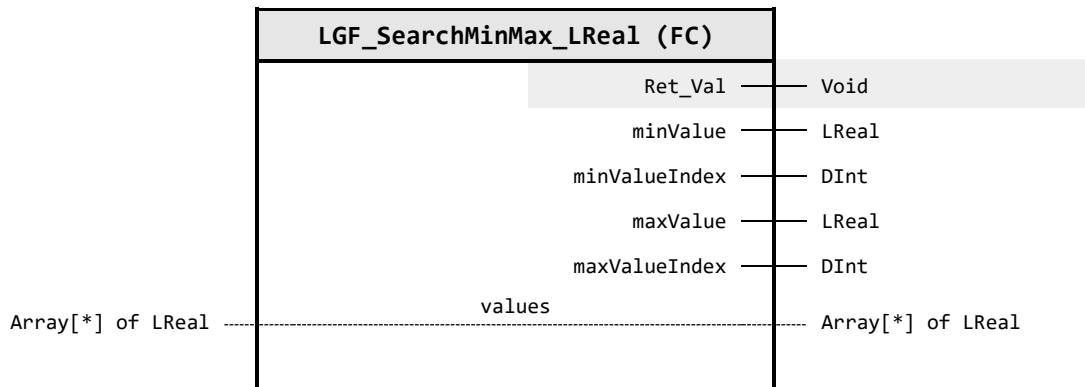 LGF_SearchMinMax_LReal (FC)
Ret_Val Void
minValue LReal
minValueIndex DInt
maxValue LReal
maxValueIndex DInt
values
Array[*] of LReal Array[*] of LReal